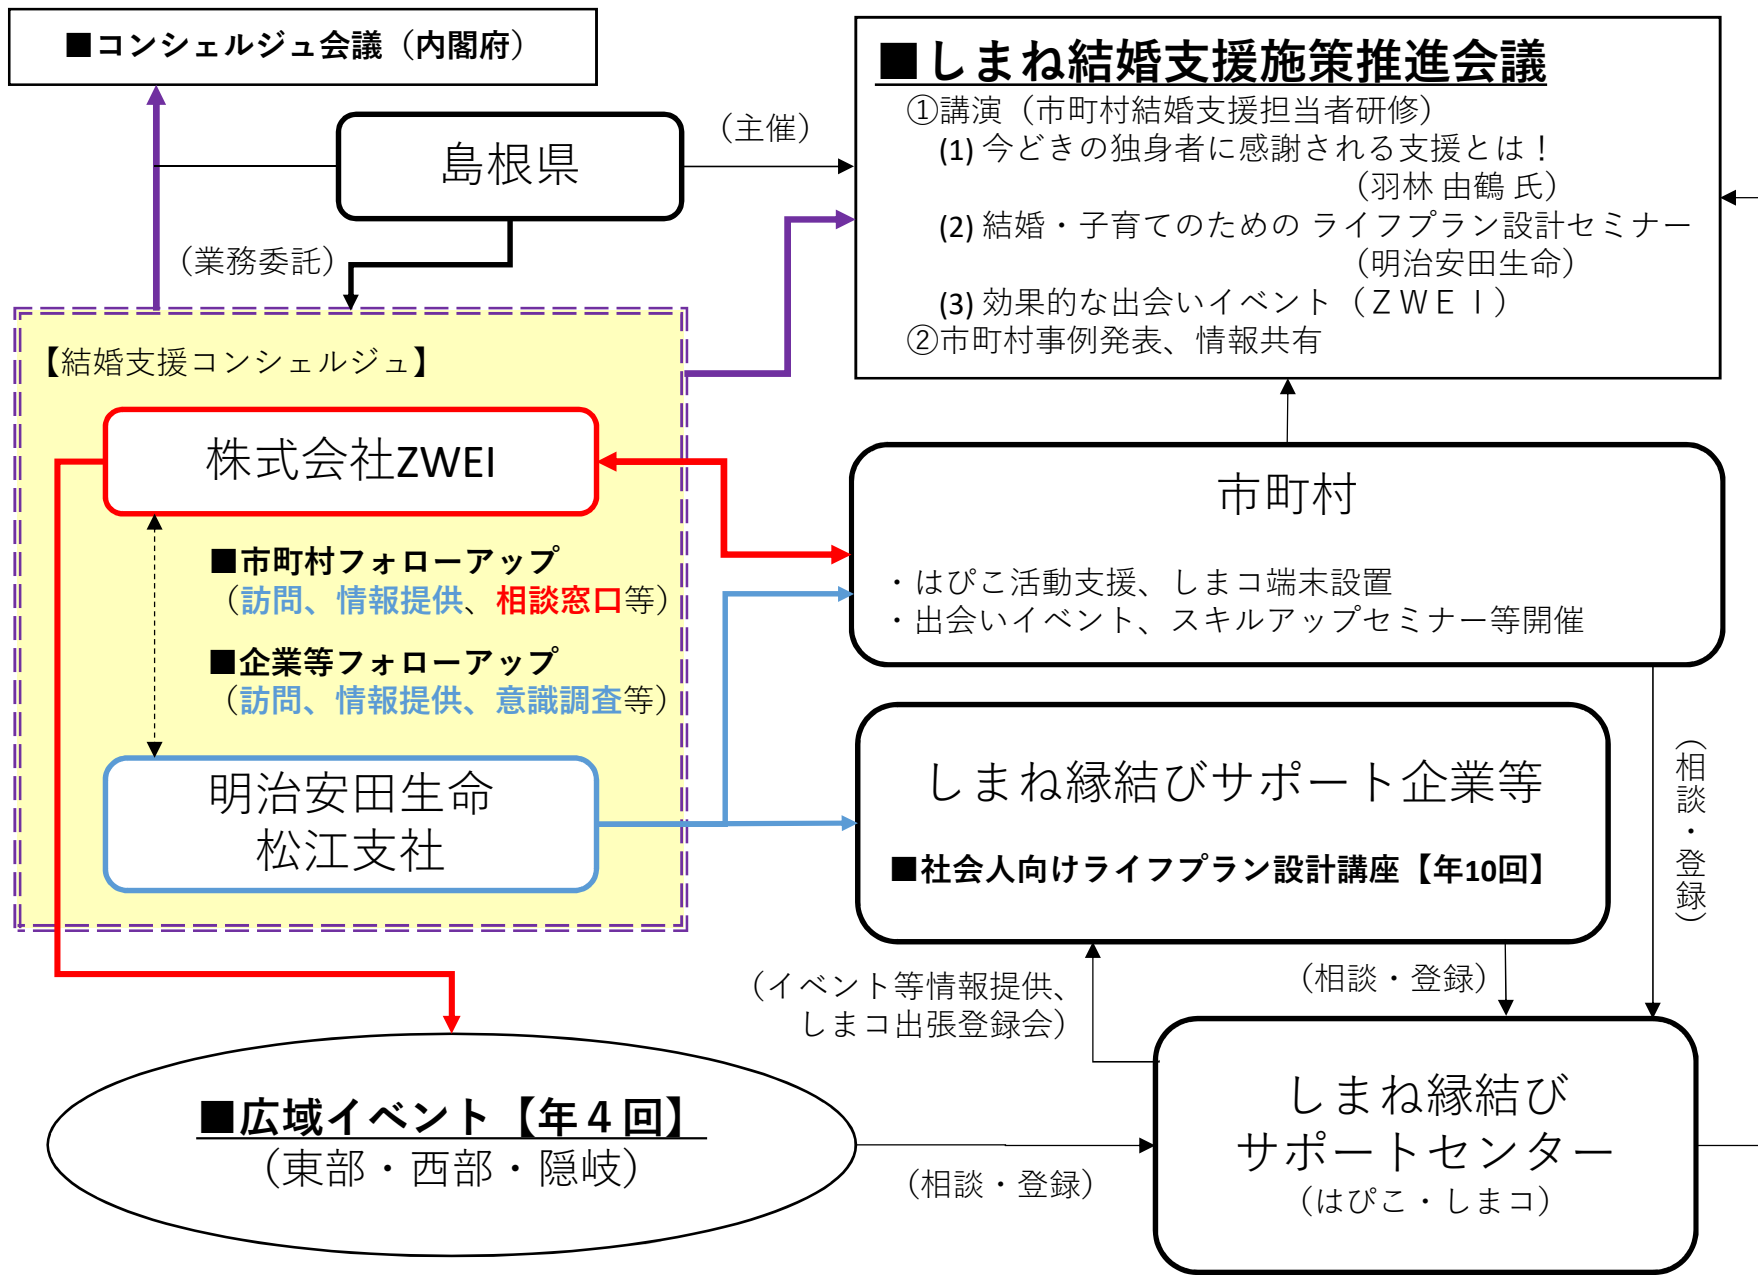 ■コンシェルジュ会議（内閣府）
島根県
（主催）
（業務委託）
■しまね結婚支援施策推進会議
①講演（市町村結婚支援担当者研修）
(1) 今どきの独身者に感謝される支援とは！
（羽林 由鶴 氏）
(2) 結婚・子育てのための ライフプラン設計セミナー
（明治安田生命）
(3) 効果的な出会いイベント（ＺＷＥＩ）
②市町村事例発表、情報共有
【結婚支援コンシェルジュ】
株式会社ZWEI
■市町村フォローアップ
（訪問、情報提供、相談窓口等）
■企業等フォローアップ
（訪問、情報提供、意識調査等）
明治安田生命
松江支社
市町村
・はぴこ活動支援、しまコ端末設置
・出会いイベント、スキルアップセミナー等開催
しまね縁結びサポート企業等
■社会人向けライフプラン設計講座【年10回】
（相談・登録）
（イベント等情報提供、
しまコ出張登録会）
（相談・登録）
■広域イベント【年４回】
（東部・西部・隠岐）
（相談・登録）
しまね縁結び
サポートセンター
（はぴこ・しまコ）